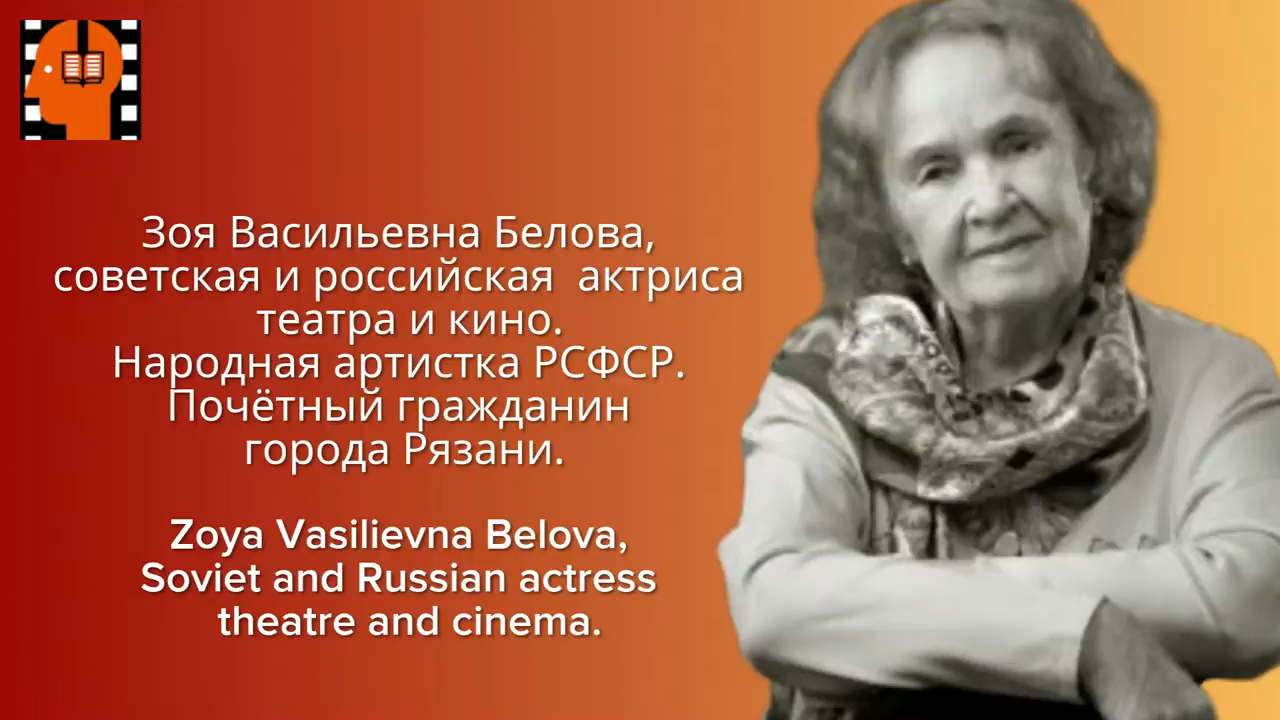 Зоя Васильевна Белова,
советская и российская актриса
театра и кино.
Народная артистка РСФСР.
Почётный гражданин
города Рязани.
Zoya Vasilievna Belova,
Soviet and Russian actress
theatre and cinema.